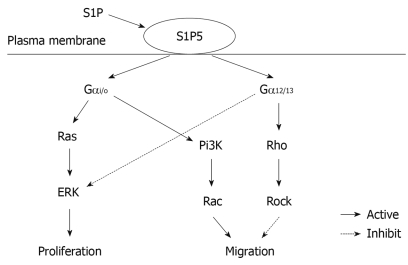 S1P
S1P5
Plasma membrane
Gαi/o
Gα12/13
Ras
Pi3K
Rho
ERK
Rac
Rock
Active
Inhibit
Proliferation
Migration